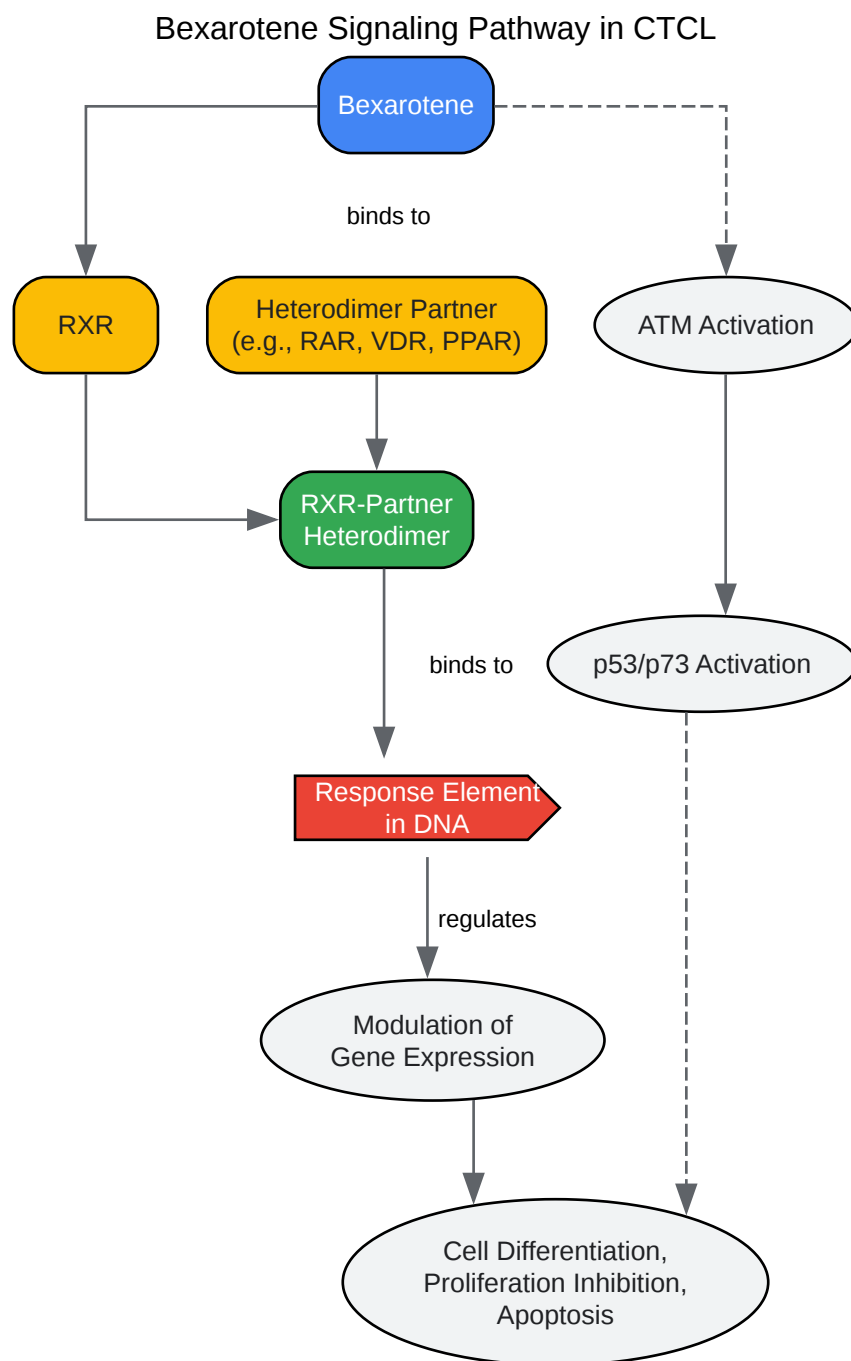 Bexarotene Signaling Pathway in CTCL
Bexarotene
binds to
RXR
Heterodimer Partner
(e.g., RAR, VDR, PPAR)
ATM Activation
RXR-Partner
Heterodimer
binds to
p53/p73 Activation
Response Element
in DNA
regulates
Modulation of
Gene Expression
Cell Differentiation,
Proliferation Inhibition,
Apoptosis